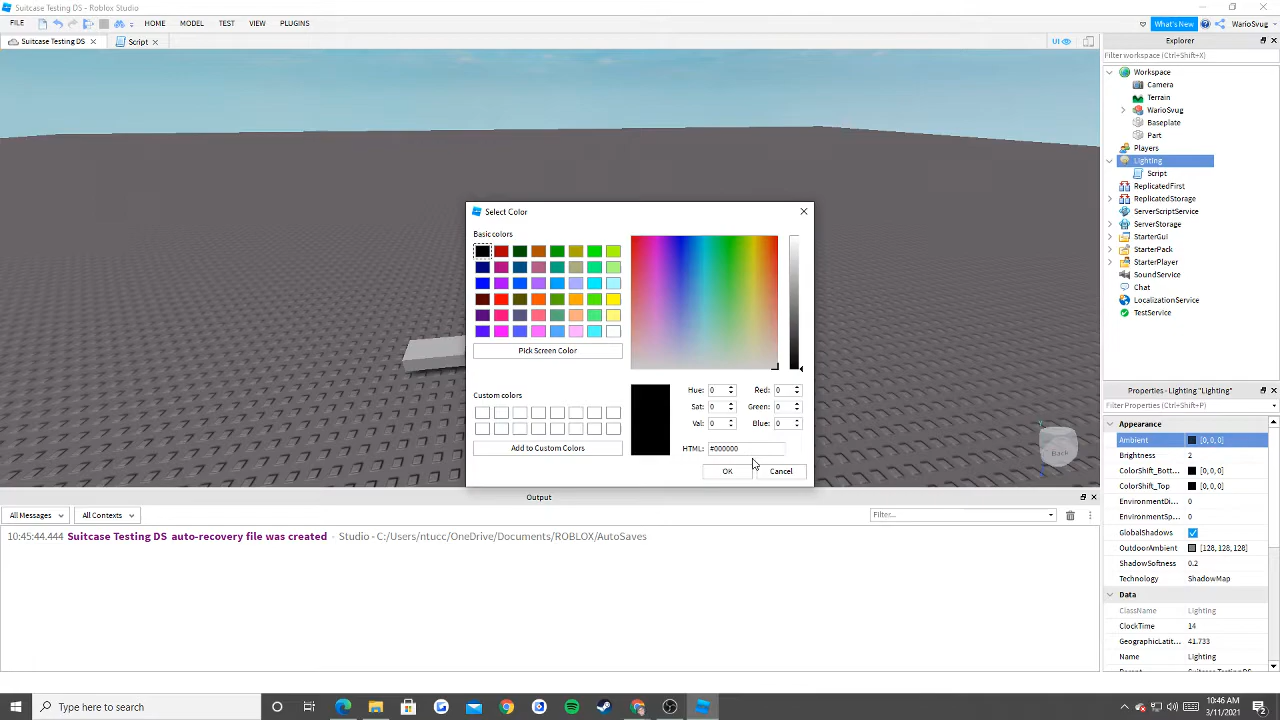 Suitcase Testing DS - Roblox Studio
FILE HOME MODEL TEST VIEW PLUGINS What's New WarioSvug
Suitcase Testing DS Script UI
Explorer
Filter workspace (Ctrl+Shift+X)
Workspace
Camera
Terrain
WarioSvug
Baseplate
Part
Players
Lighting
Script
ReplicatedFirst
ReplicatedStorage
ServerScriptService
ServerStorage
StarterGui
StarterPack
StarterPlayer
SoundService
Chat
LocalizationService
TestService
Select Color
Basic colors
Pick Screen Color
Custom colors
Add to Custom Colors
Hue: 0 Red: 0
Sat: 0 Green: 0
Val: 0 Blue: 0
HTML: #000000
OK Cancel
Back
Properties - Lighting "Lighting"
Filter Properties (Ctrl+Shift+P)
Appearance
Ambient [0, 0, 0]
Brightness 2
ColorShift_Bott... [0, 0, 0]
ColorShift_Top [0, 0, 0]
EnvironmentDi... 0
EnvironmentSp... 0
GlobalShadows
OutdoorAmbient [128, 128, 128]
ShadowSoftness 0.2
Technology ShadowMap
Data
ClassName Lighting
ClockTime 14
GeographicLatit... 41.733
Name Lighting
Output
All Messages All Contexts Filter...
10:45:44.444 Suitcase Testing DS auto-recovery file was created - Studio - C:/Users/ntucc/OneDrive/Documents/ROBLOX/AutoSaves
Type here to search
10:46 AM
3/11/2021
2